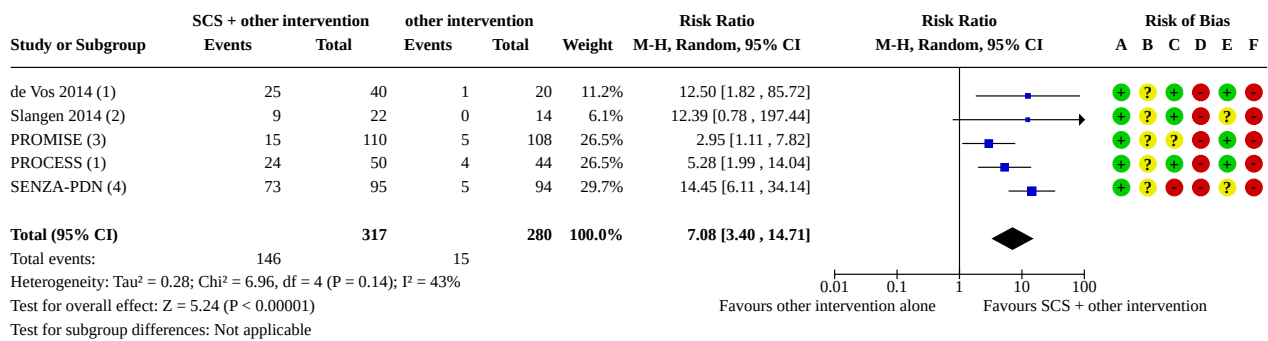 SCS + other intervention other intervention Risk Ratio Risk Ratio Risk of Bias
Study or Subgroup Events Total Events Total Weight M-H, Random, 95% CI M-H, Random, 95% CI A B C D E F
de Vos 2014 (1) 25 40 1 20 11.2% 12.50 [1.82 , 85.72] + ? + - + -
Slangen 2014 (2) 9 22 0 14 6.1% 12.39 [0.78 , 197.44] + ? + - ? -
PROMISE (3) 15 110 5 108 26.5% 2.95 [1.11 , 7.82] + ? ? - + -
PROCESS (1) 24 50 4 44 26.5% 5.28 [1.99 , 14.04] + ? + - + -
SENZA-PDN (4) 73 95 5 94 29.7% 14.45 [6.11 , 34.14] + ? - - ? -
Total (95% CI) 317 280 100.0% 7.08 [3.40 , 14.71]
Total events: 146 15
Heterogeneity: Tau² = 0.28; Chi² = 6.96, df = 4 (P = 0.14); I² = 43%
0.01 0.1 1 10 100
Test for overall effect: Z = 5.24 (P < 0.00001) Favours other intervention alone Favours SCS + other intervention
Test for subgroup differences: Not applicable